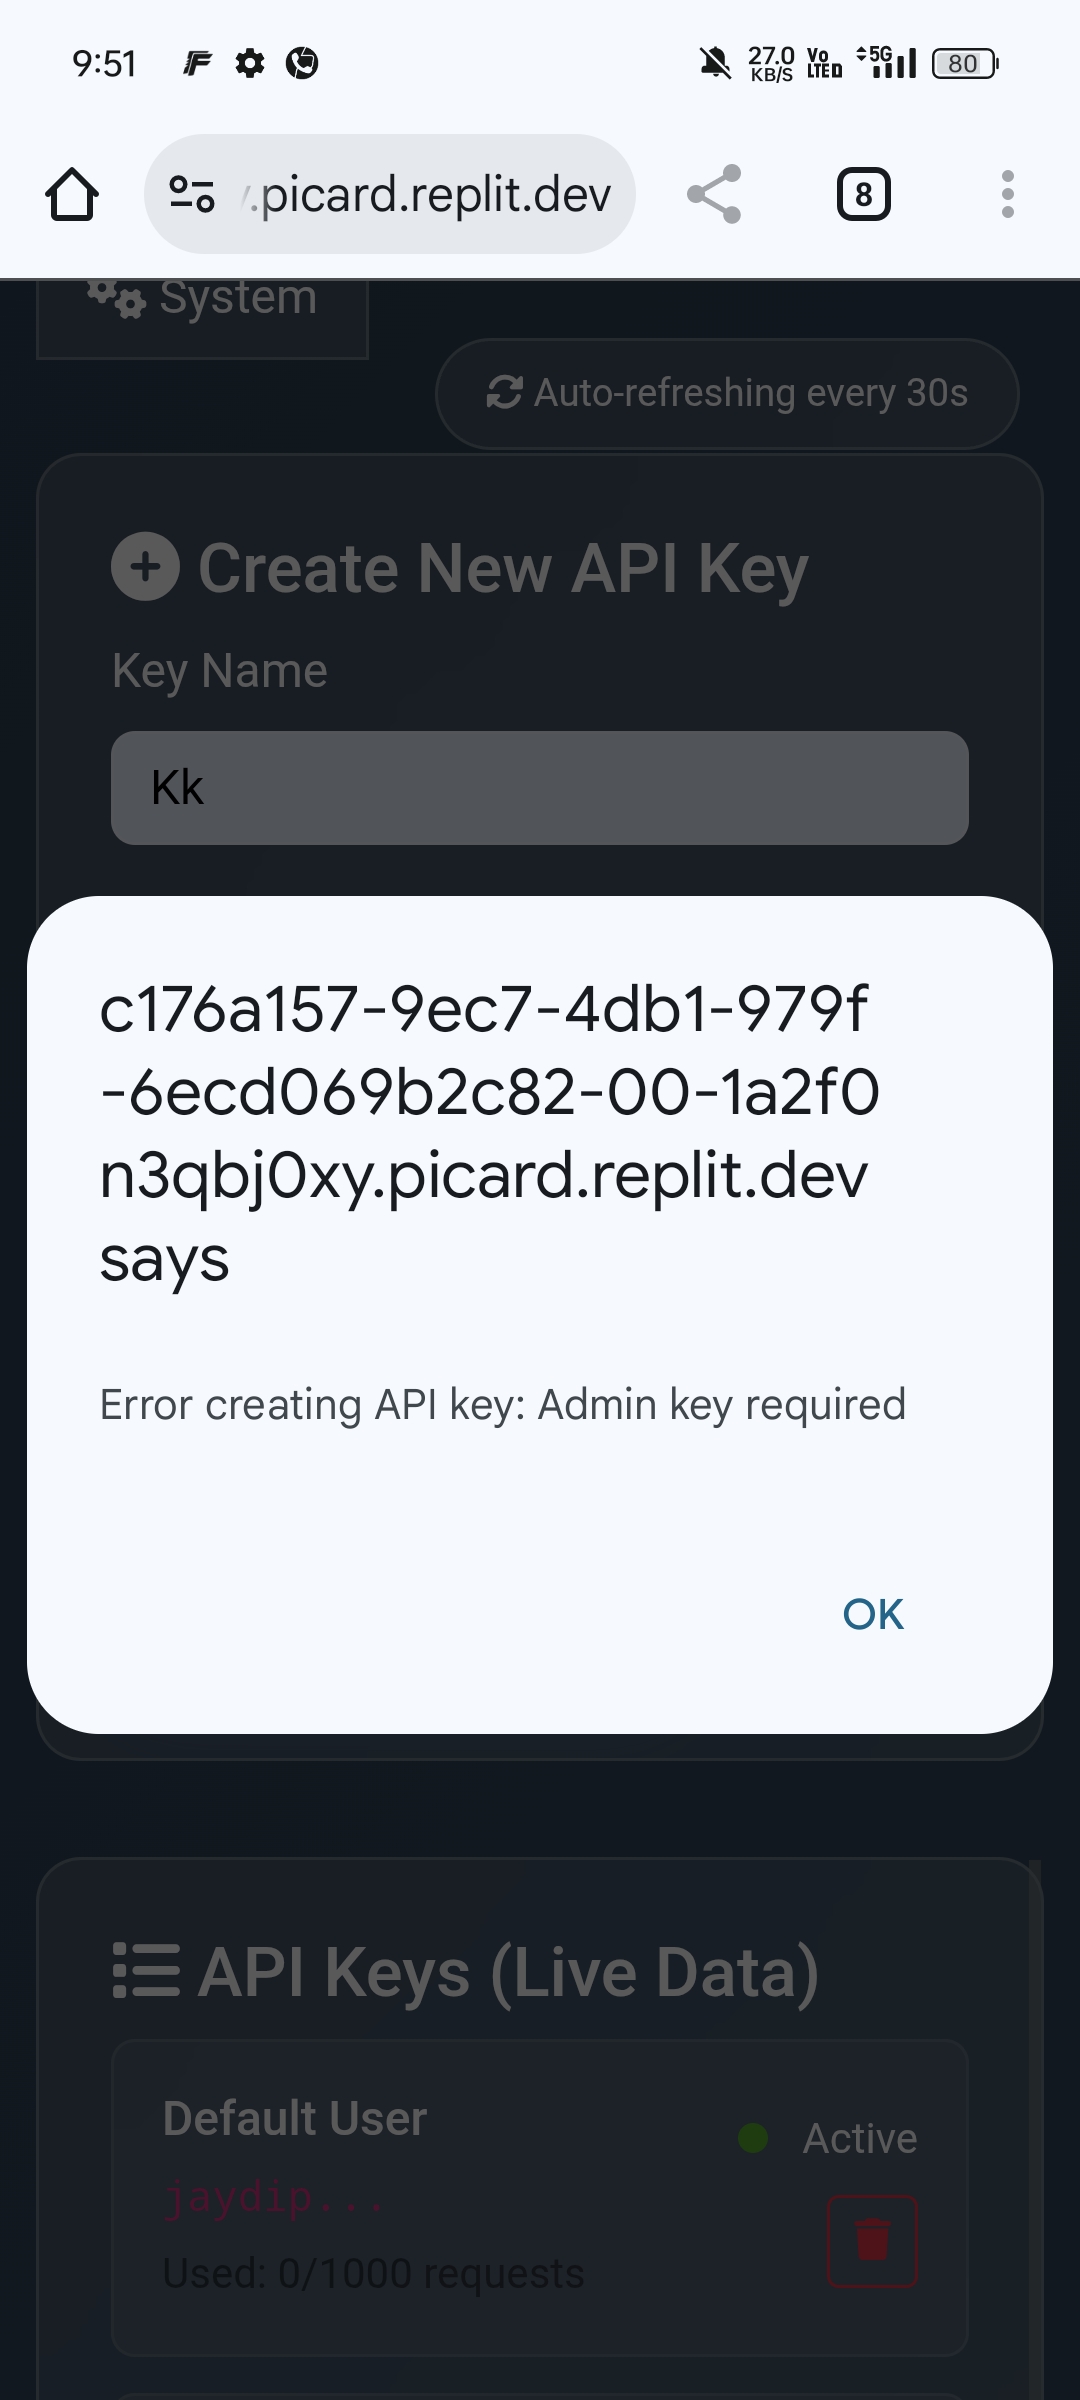 9:51
27.0
KB/S
Vo
LTE D
5G
80
.picard.replit.dev
8
System
Auto-refreshing every 30s
Create New API Key
Key Name
Kk
c176a157-9ec7-4db1-979f
-6ecd069b2c82-00-1a2f0
n3qbj0xy.picard.replit.dev
says
Error creating API key: Admin key required
OK
API Keys (Live Data)
Default User
Active
jaydip...
Used: 0/1000 requests